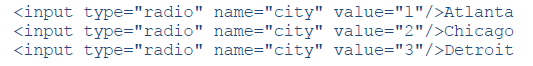 <input type="radio" name="city" value="1"/>Atlanta
<input type="radio" name="city" value="2"/>Chicago
<input type="radio" name="city" value="3"/>Detroit